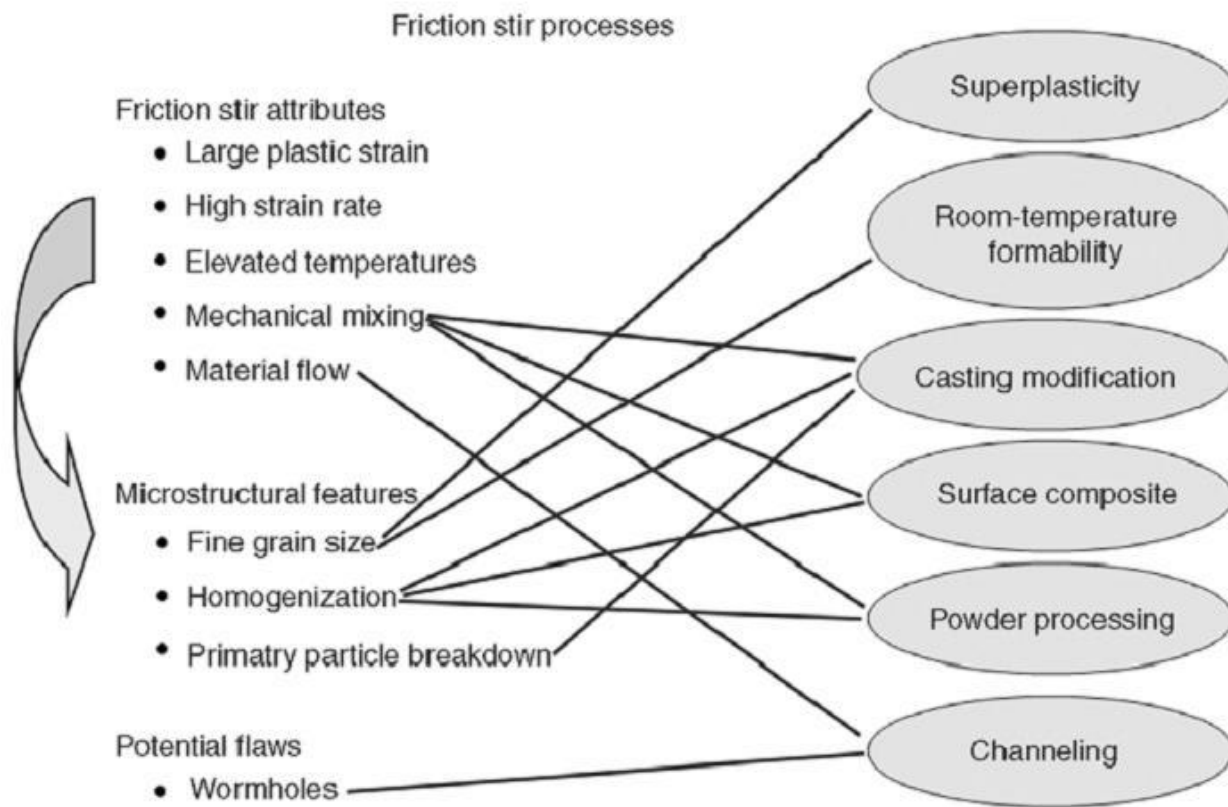 Friction stir processes
Friction stir attributes
• Large plastic strain
• High strain rate
• Elevated temperatures
• Mechanical mixing
• Material flow
Microstructural features
• Fine grain size
• Homogenization
• Primatry particle breakdown
Potential flaws
• Wormholes
Superplasticity
Room-temperature
formability
Casting modification
Surface composite
Powder processing
Channeling